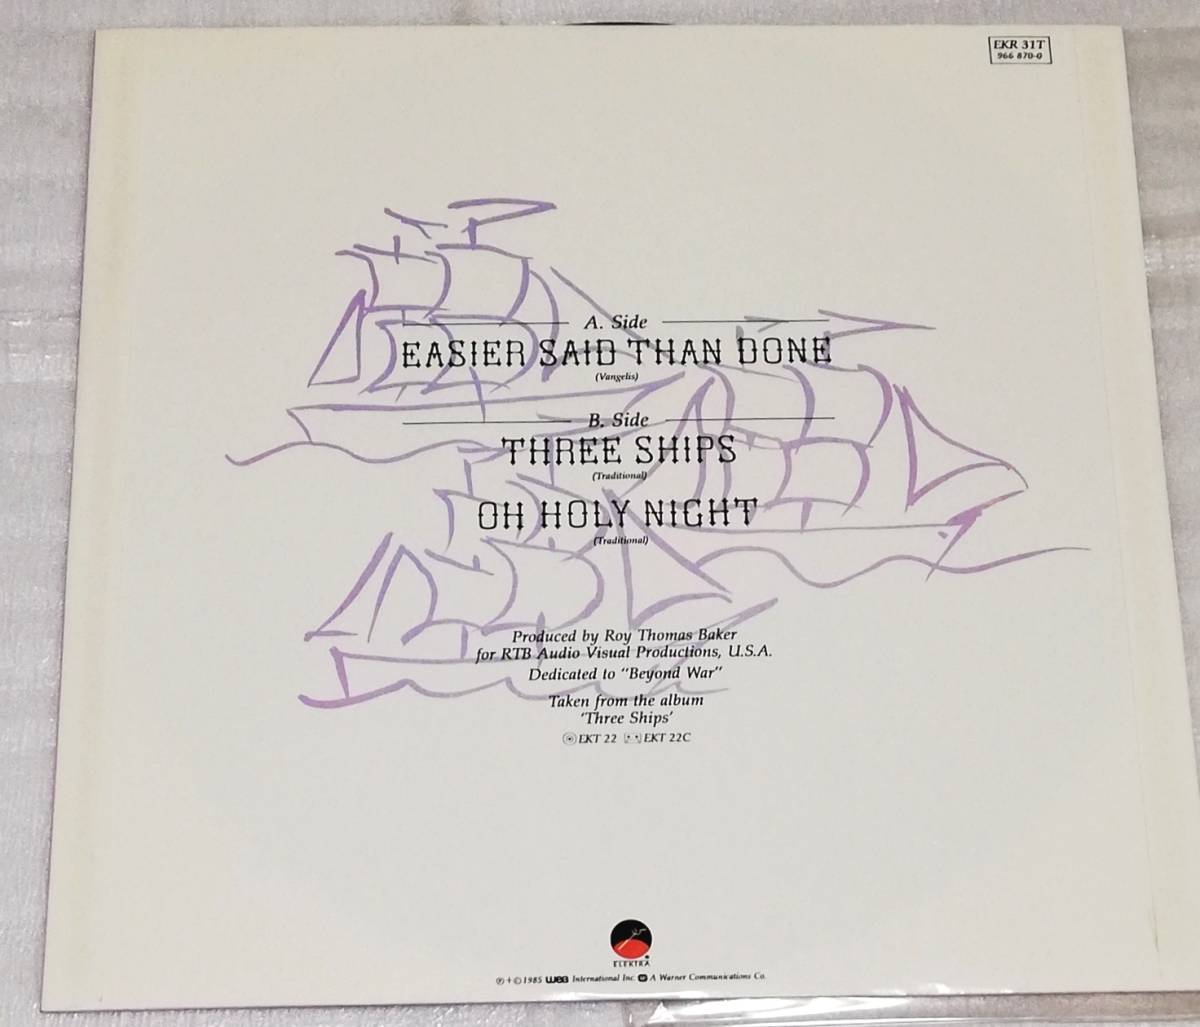 EKR 31T
966 870-0
A. Side
EASIER SAID THAN DONE
(Vangelis)
B. Side
THREE SHIPS
(Traditional)
OH HOLY NIGHT
(Traditional)
Produced by Roy Thomas Baker
for RTB Audio Visual Productions, U.S.A.
Dedicated to "Beyond War"
Taken from the album
'Three Ships'
EKT 22 EKT 22C
ELEKTRA
℗+©1985 wea International Inc. A Warner Communications Co.